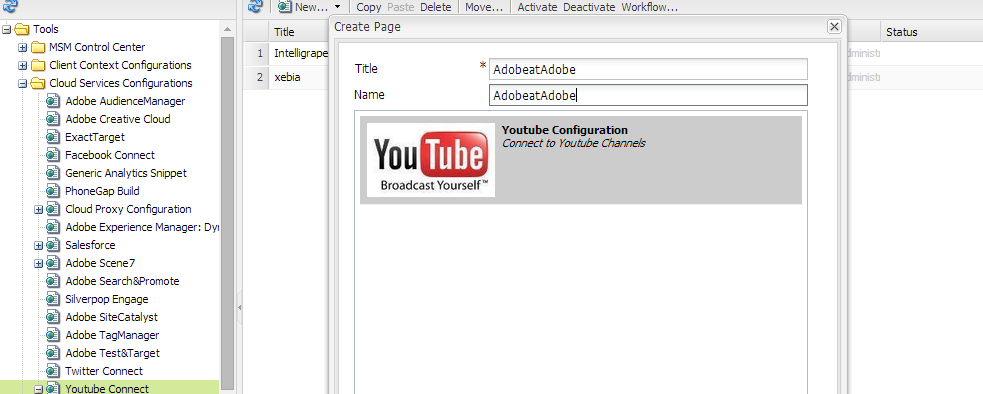 New... Copy Paste Delete Move... Activate Deactivate Workflow...
Tools
MSM Control Center
Client Context Configurations
Cloud Services Configurations
Adobe AudienceManager
Adobe Creative Cloud
ExactTarget
Facebook Connect
Generic Analytics Snippet
PhoneGap Build
Cloud Proxy Configuration
Adobe Experience Manager: Dyn
Salesforce
Adobe Scene7
Adobe Search&Promote
Silverpop Engage
Adobe SiteCatalyst
Adobe TagManager
Adobe Test&Target
Twitter Connect
Youtube Connect
Title Status
1 Intelligrape
2 xebia
Create Page
Title * AdobeatAdobe
Name AdobeatAdobe
YouTube
Broadcast Yourself™
Youtube Configuration
Connect to Youtube Channels